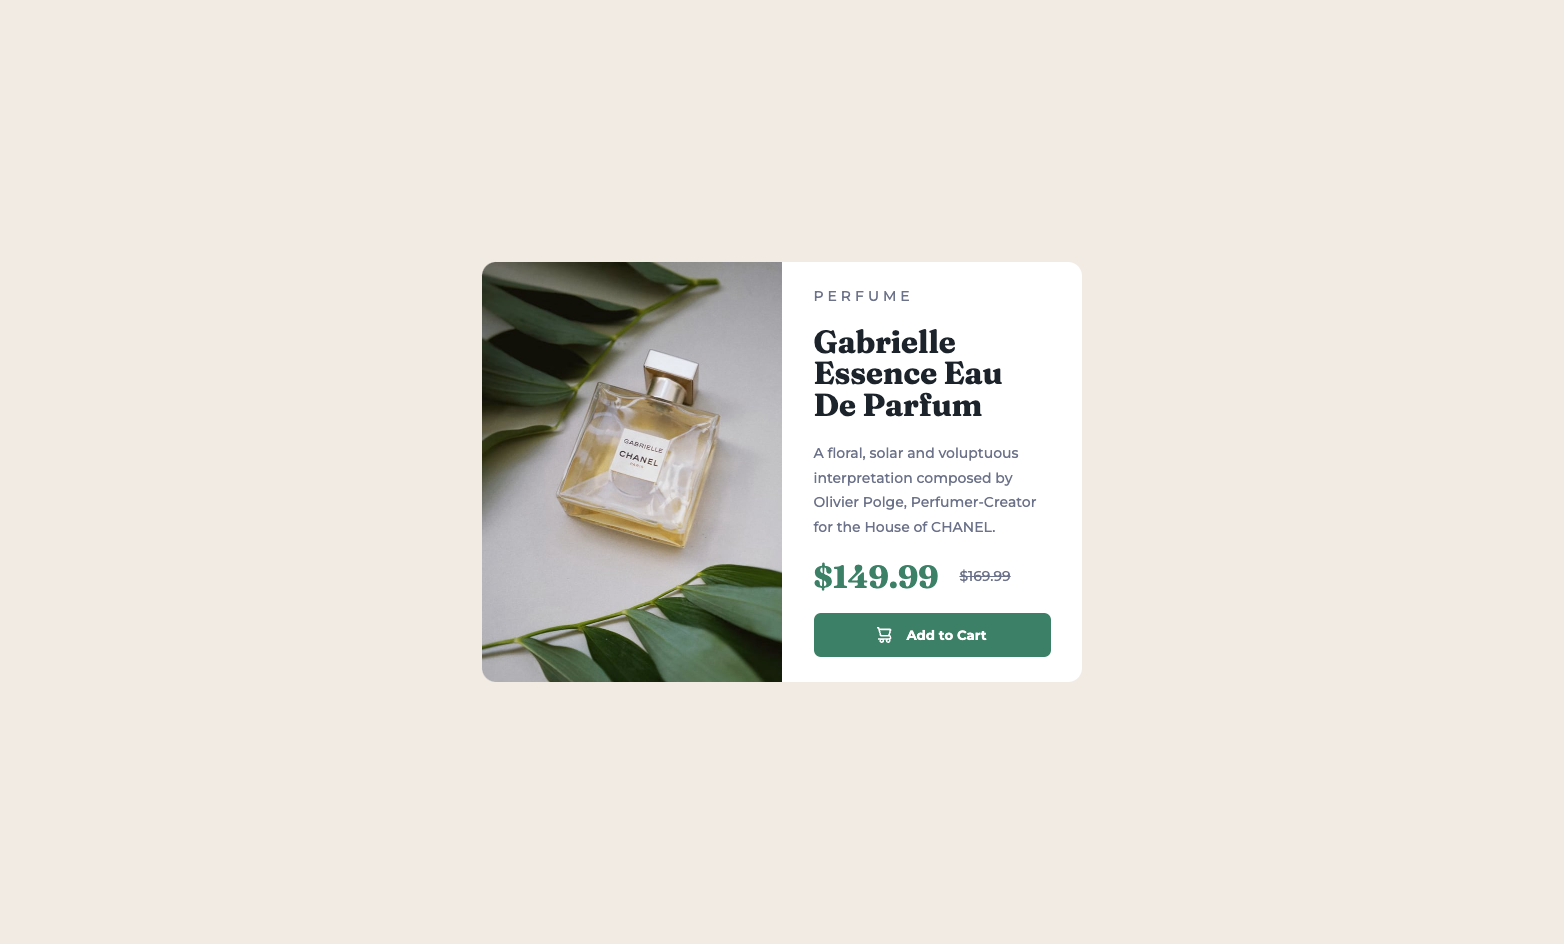 PERFUME
Gabrielle
Essence Eau
De Parfum
A floral, solar and voluptuous
interpretation composed by
Olivier Polge, Perfumer-Creator
for the House of CHANEL.
$149.99 $169.99
Add to Cart
GABRIELLE
CHANEL
PARIS